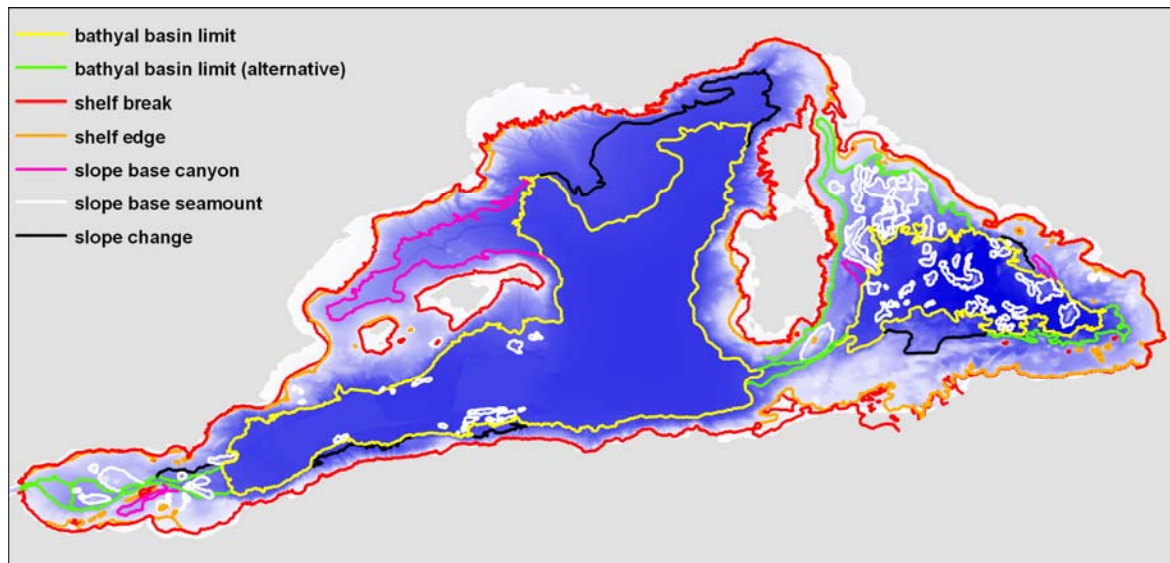 bathyal basin limit
bathyal basin limit (alternative)
shelf break
shelf edge
slope base canyon
slope base seamount
slope change